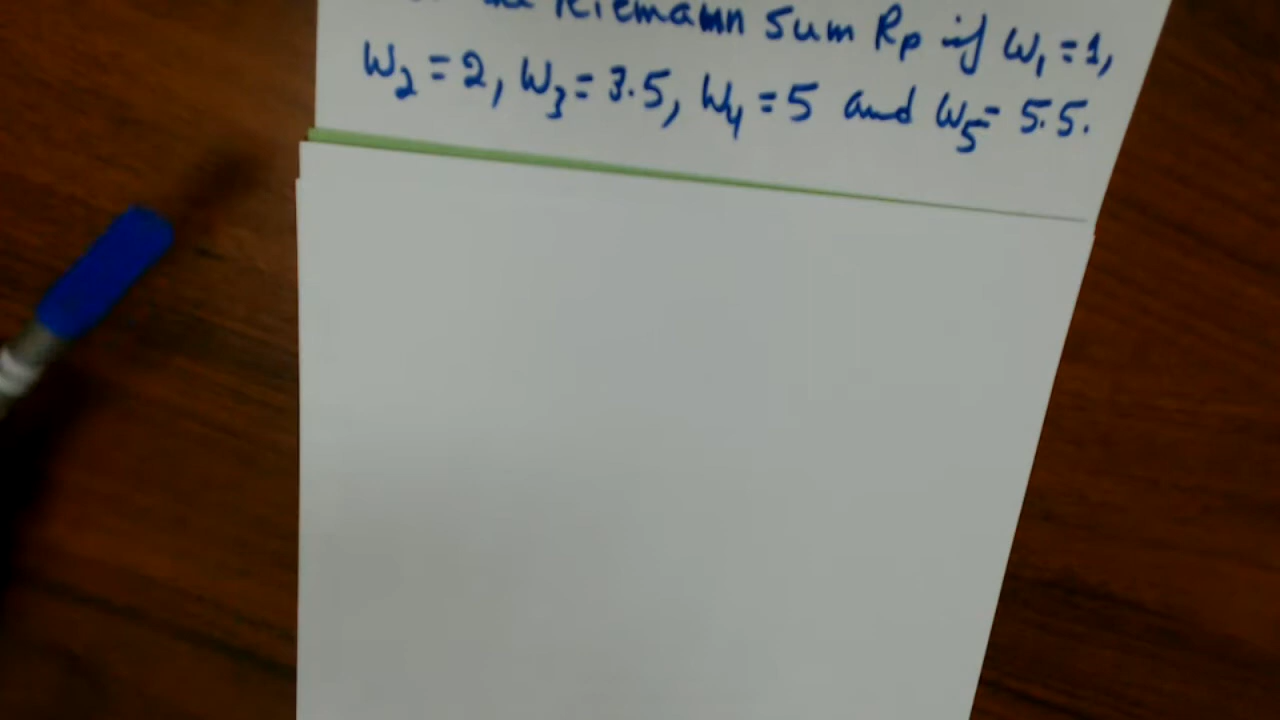 Riemann sum Rp if w₁ = 1,
w₂ = 2, w₃ = 3.5, w₄ = 5 and w₅ = 5.5.